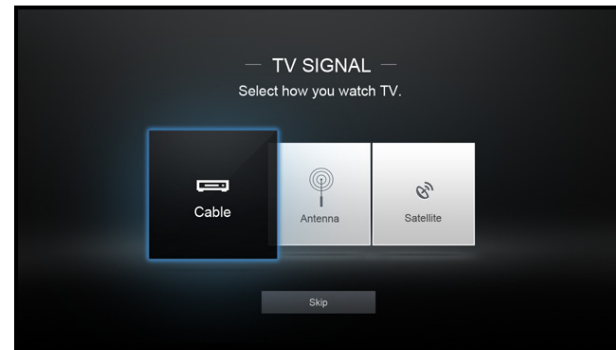 TV SIGNAL
Select how you watch TV.
Cable
Antenna
Satellite
Skip